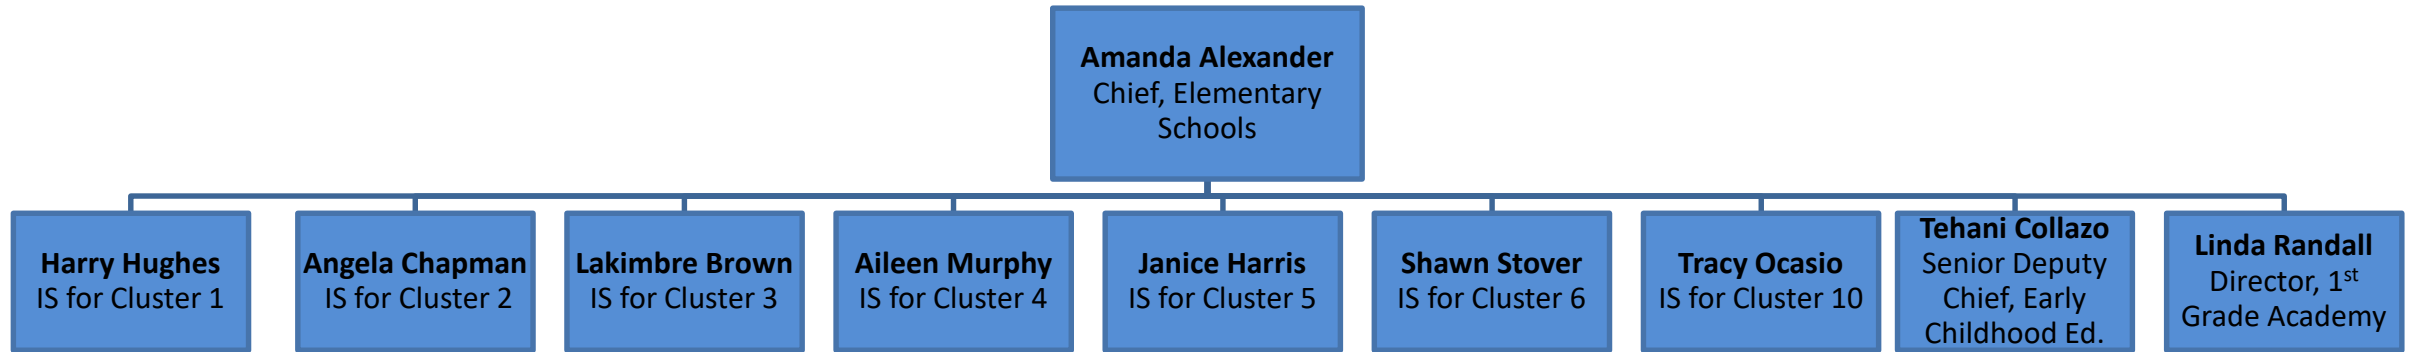 Amanda Alexander
Chief, Elementary
Schools
Harry Hughes
IS for Cluster 1
Angela Chapman
IS for Cluster 2
Lakimbre Brown
IS for Cluster 3
Aileen Murphy
IS for Cluster 4
Janice Harris
IS for Cluster 5
Shawn Stover
IS for Cluster 6
Tracy Ocasio
IS for Cluster 10
Tehani Collazo
Senior Deputy
Chief, Early
Childhood Ed.
Linda Randall
Director, 1st
Grade Academy